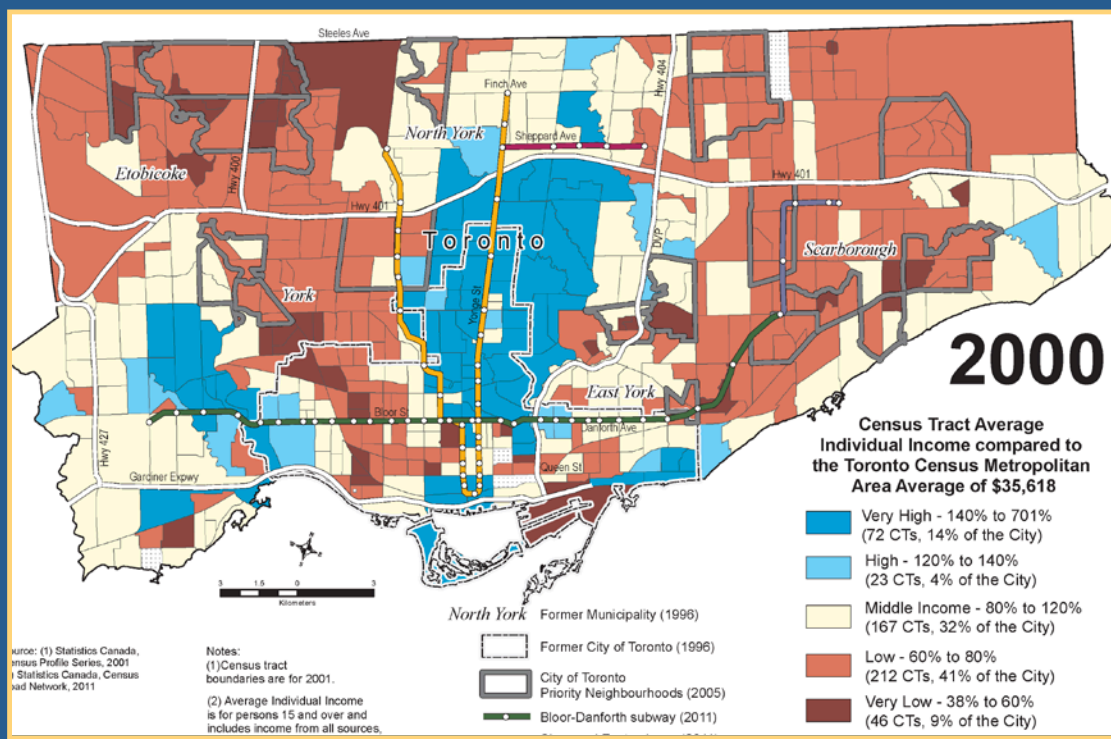 Steeles Ave
Finch Ave
Hwy 404
North York
Sheppard Ave
Etobicoke
Hwy 400
Hwy 401
Hwy 401
Toronto
DVP
Scarborough
York
Yonge St
2000
East York
Bloor St
Danforth Ave
Hwy 427
Queen St
Gardiner Expwy
Census Tract Average
Individual Income compared to
the Toronto Census Metropolitan
Area Average of $35,618
Very High - 140% to 701%
(72 CTs, 14% of the City)
High - 120% to 140%
(23 CTs, 4% of the City)
Middle Income - 80% to 120%
(167 CTs, 32% of the City)
Low - 60% to 80%
(212 CTs, 41% of the City)
Very Low - 38% to 60%
(46 CTs, 9% of the City)
3 1.5 0 3
Kilometers
North York Former Municipality (1996)
Former City of Toronto (1996)
City of Toronto
Priority Neighbourhoods (2005)
Bloor-Danforth subway (2011)
ource: (1) Statistics Canada,
ensus Profile Series, 2001
Statistics Canada, Census
oad Network, 2011
Notes:
(1)Census tract
boundaries are for 2001.
(2) Average Individual Income
is for persons 15 and over and
includes income from all sources,